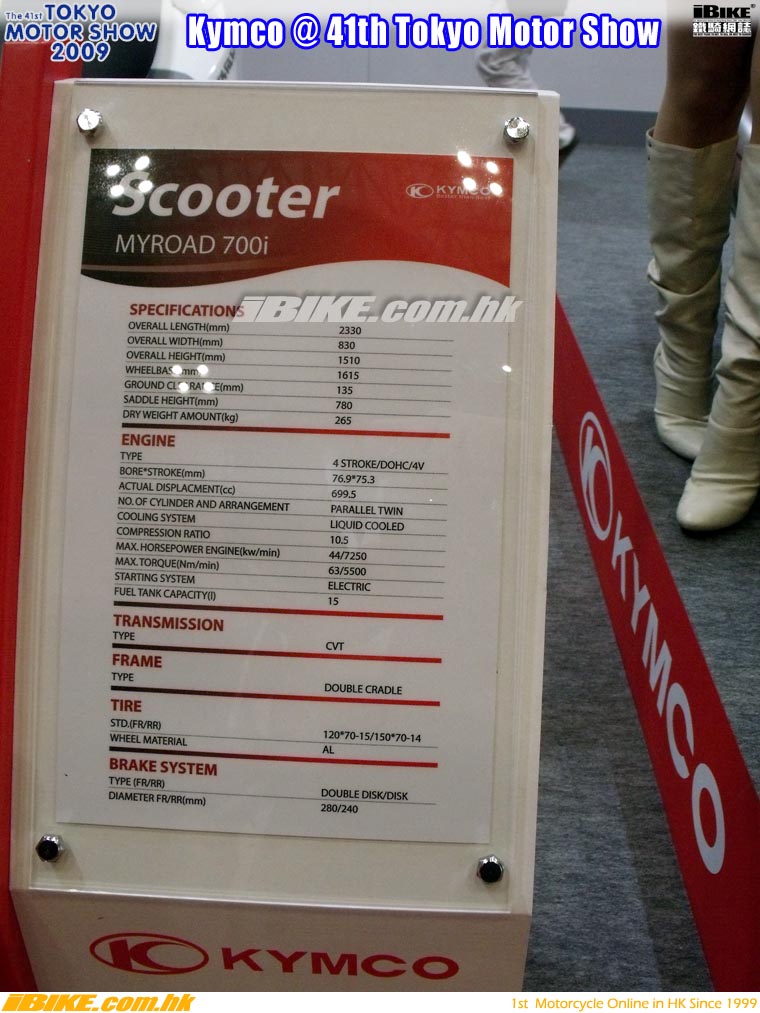 The 41st TOKYO
MOTOR SHOW
2009
Kymco @ 41th Tokyo Motor Show
iBIKE
鐵騎網誌
Scooter
KYMCO
MYROAD 700i
iBIKE.com.hk
SPECIFICATIONS
OVERALL LENGTH(mm) 2330
OVERALL WIDTH(mm) 830
OVERALL HEIGHT(mm) 1510
WHEELBASE(mm) 1615
GROUND CLEARANCE(mm) 135
SADDLE HEIGHT(mm) 780
DRY WEIGHT AMOUNT(kg) 265
ENGINE
TYPE 4 STROKE/DOHC/4V
BORE*STROKE(mm) 76.9*75.3
ACTUAL DISPLACMENT(cc) 699.5
NO. OF CYLINDER AND ARRANGEMENT PARALLEL TWIN
COOLING SYSTEM LIQUID COOLED
COMPRESSION RATIO 10.5
MAX. HORSEPOWER ENGINE(kw/min) 44/7250
MAX. TORQUE(Nm/min) 63/5500
STARTING SYSTEM ELECTRIC
FUEL TANK CAPACITY(l) 15
TRANSMISSION
TYPE CVT
FRAME
TYPE DOUBLE CRADLE
TIRE
STD.(FR/RR) 120*70-15/150*70-14
WHEEL MATERIAL AL
BRAKE SYSTEM
TYPE (FR/RR) DOUBLE DISK/DISK
DIAMETER FR/RR(mm) 280/240
KYMCO
KYMCO
iBIKE.com.hk
1st Motorcycle Online in HK Since 1999